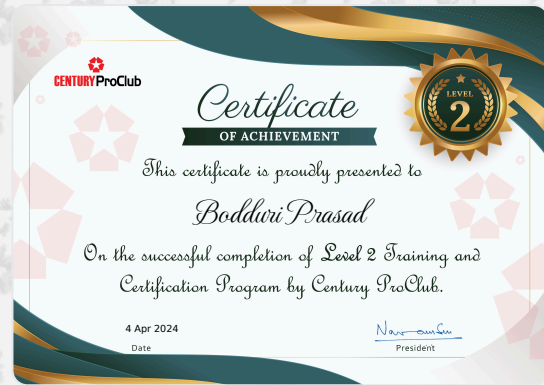 CENTURY ProClub
Certificate
OF ACHIEVEMENT
LEVEL
2
This certificate is proudly presented to
Bodduri Prasad
On the successful completion of Level 2 Training and
Certification Program by Century ProClub.
4 Apr 2024
Date
President